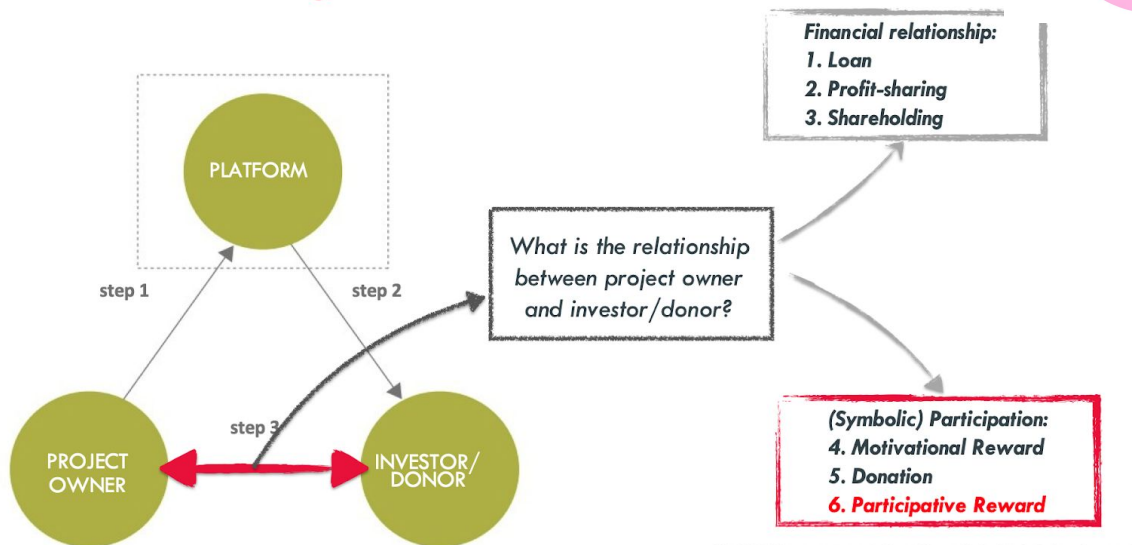 PLATFORM
step 1
step 2
step 3
PROJECT
OWNER
INVESTOR/
DONOR
What is the relationship
between project owner
and investor/donor?
Financial relationship:
1. Loan
2. Profit-sharing
3. Shareholding
(Symbolic) Participation:
4. Motivational Reward
5. Donation
6. Participative Reward